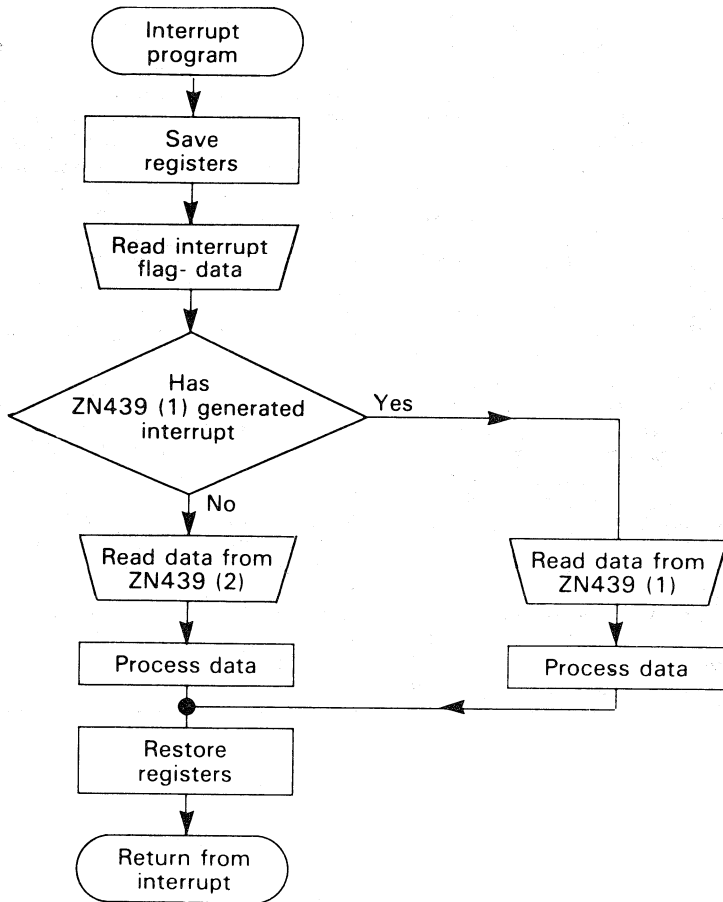 Interrupt
program
Save
registers
Read interrupt
flag- data
Has
ZN439 (1) generated
interrupt
Yes
No
Read data from
ZN439 (2)
Read data from
ZN439 (1)
Process data
Process data
Restore
registers
Return from
interrupt